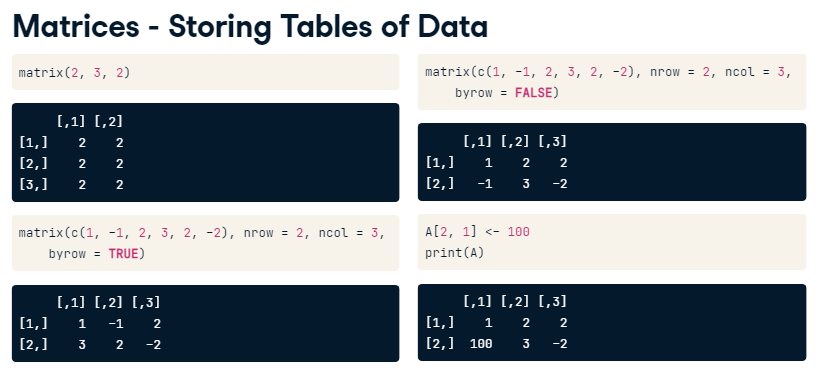 Matrices - Storing Tables of Data
matrix(2, 3, 2)
[,1] [,2]
[1,] 2 2
[2,] 2 2
[3,] 2 2
matrix(c(1, -1, 2, 3, 2, -2), nrow = 2, ncol = 3,
byrow = TRUE)
[,1] [,2] [,3]
[1,] 1 -1 2
[2,] 3 2 -2
matrix(c(1, -1, 2, 3, 2, -2), nrow = 2, ncol = 3,
byrow = FALSE)
[,1] [,2] [,3]
[1,] 1 2 2
[2,] -1 3 -2
A[2, 1] <- 100
print(A)
[,1] [,2] [,3]
[1,] 1 2 2
[2,] 100 3 -2